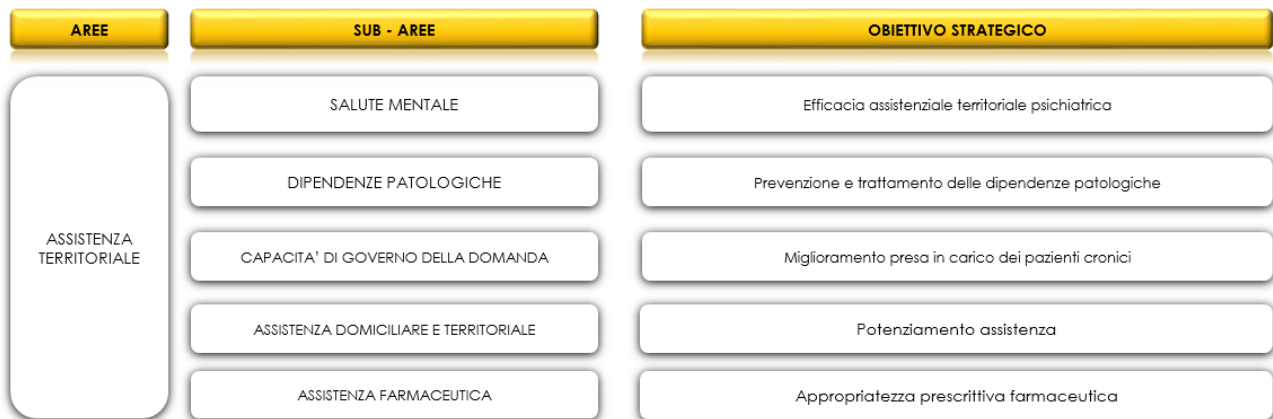 AREE
SUB - AREE
OBIETTIVO STRATEGICO
ASSISTENZA
TERRITORIALE
SALUTE MENTALE
Efficacia assistenziale territoriale psichiatrica
DIPENDENZE PATOLOGICHE
Prevenzione e trattamento delle dipendenze patologiche
CAPACITA' DI GOVERNO DELLA DOMANDA
Miglioramento presa in carico dei pazienti cronici
ASSISTENZA DOMICILIARE E TERRITORIALE
Potenziamento assistenza
ASSISTENZA FARMACEUTICA
Appropriatezza prescrittiva farmaceutica